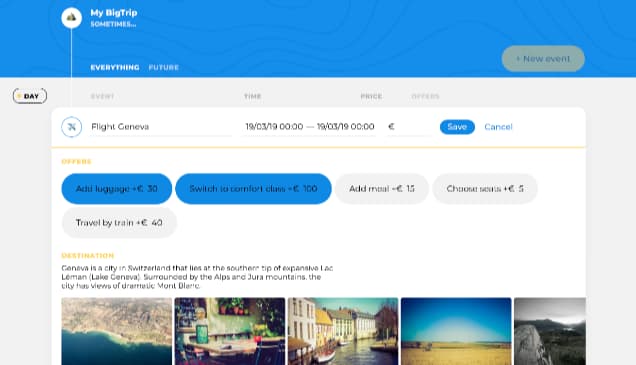 My BigTrip
SOMETIMES...
EVERYTHING FUTURE
+ New event
DAY EVENT TIME PRICE OFFERS
Flight Geneva 19/03/19 00:00 — 19/03/19 00:00 € Save Cancel
OFFERS
Add luggage +€ 30 Switch to comfort class +€ 100 Add meal +€ 15 Choose seats +€ 5
Travel by train +€ 40
DESTINATION
Geneva is a city in Switzerland that lies at the southern tip of expansive Lac
Léman (Lake Geneva). Surrounded by the Alps and Jura mountains, the
city has views of dramatic Mont Blanc.